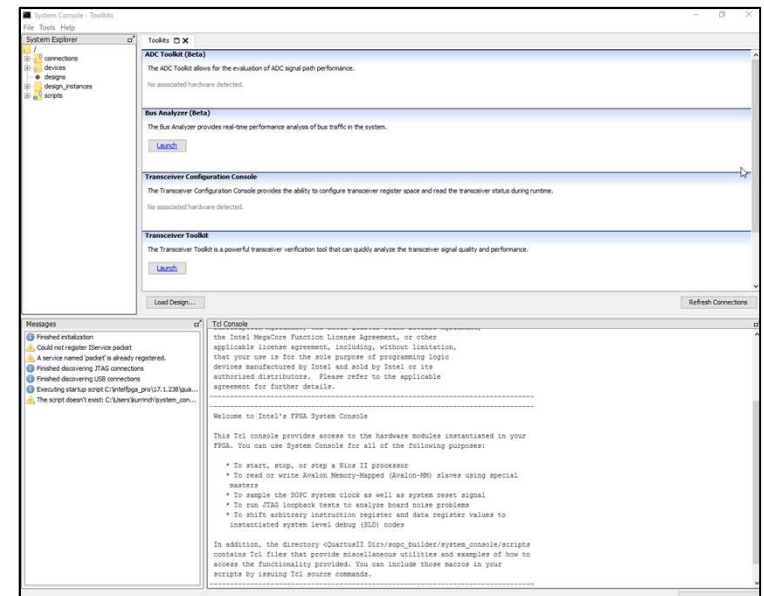 System Console - Toolkits
File Tools Help
System Explorer
/
connections
devices
designs
design_instances
scripts
Toolkits
ADC Toolkit (Beta)
The ADC Toolkit allows for the evaluation of ADC signal path performance.
No associated hardware detected.
Bus Analyzer (Beta)
The Bus Analyzer provides real-time performance analysis of bus traffic in the system.
Launch
Transceiver Configuration Console
The Transceiver Configuration Console provides the ability to configure transceiver register space and read the transceiver status during runtime.
No associated hardware detected.
Transceiver Toolkit
The Transceiver Toolkit is a powerful transceiver verification tool that can quickly analyze the transceiver signal quality and performance.
Launch
Load Design...
Refresh Connections
Messages
Finished initialization
Could not register IService packet
A service named 'packet' is already registered.
Finished discovering JTAG connections
Finished discovering USB connections
Executing startup script C:\intelfpga_pro\17.1.238\qua...
The script doesn't exist: C:\Users\kurinch\system_con...
Tcl Console
the Intel MegaCore Function License Agreement, or other
applicable license agreement, including, without limitation,
that your use is for the sole purpose of programming logic
devices manufactured by Intel and sold by Intel or its
authorized distributors.  Please refer to the applicable
agreement for further details.
Welcome to Intel's FPGA System Console
This Tcl console provides access to the hardware modules instantiated in your
FPGA. You can use System Console for all of the following purposes:
* To start, stop, or step a Nios II processor
* To read or write Avalon Memory-Mapped (Avalon-MM) slaves using special
masters
* To sample the SOPC system clock as well as system reset signal
* To run JTAG loopback tests to analyze board noise problems
* To shift arbitrary instruction register and data register values to
instantiated system level debug (SLD) nodes
In addition, the directory <QuartusII Dir>/sopc_builder/system_console/scripts
contains Tcl files that provide miscellaneous utilities and examples of how to
access the functionality provided. You can include those macros in your
scripts by issuing Tcl source commands.